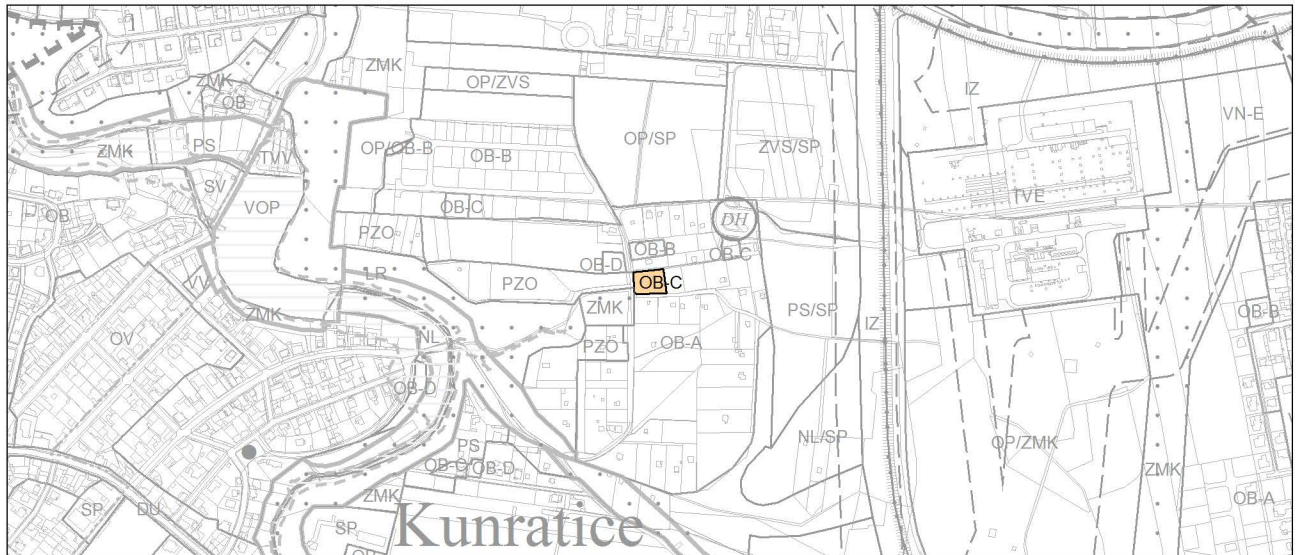 ZMK
OP/ZVS
ZMK
OB
IZ
VN-E
ZMK
PS
TVV
OP/OB-B
OB-B
OP/SP
ZVS/SP
SV
TVE
OB
VOP
OB-C
DH
PZO
OB-B
OB-C
OB-D
LR
PZO
OB-C
VV
ZMK
ZMK
PS/SP
IZ
OB-B
OV
NL
PZO
OB-A
OB-D
NL/SP
OP/ZMK
PS
OB-C
OB-D
ZMK
ZMK
OB-A
SP
DU
SP
Kunratice
OB